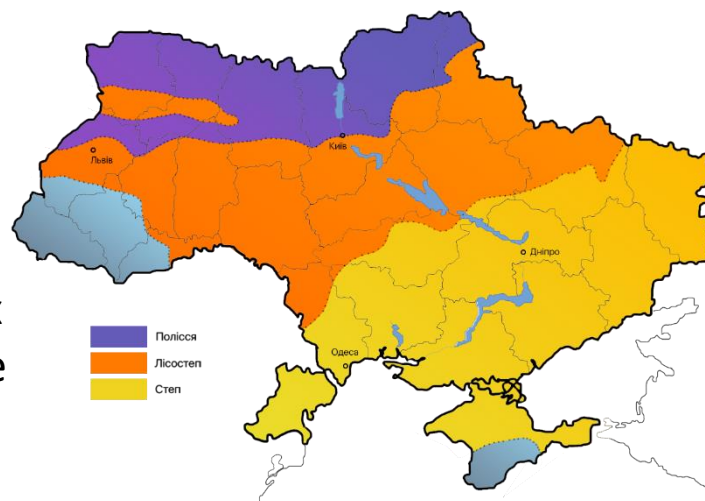 Львів
Київ
Дніпро
Одеса
х
е
Полісся
Лісостеп
Степ